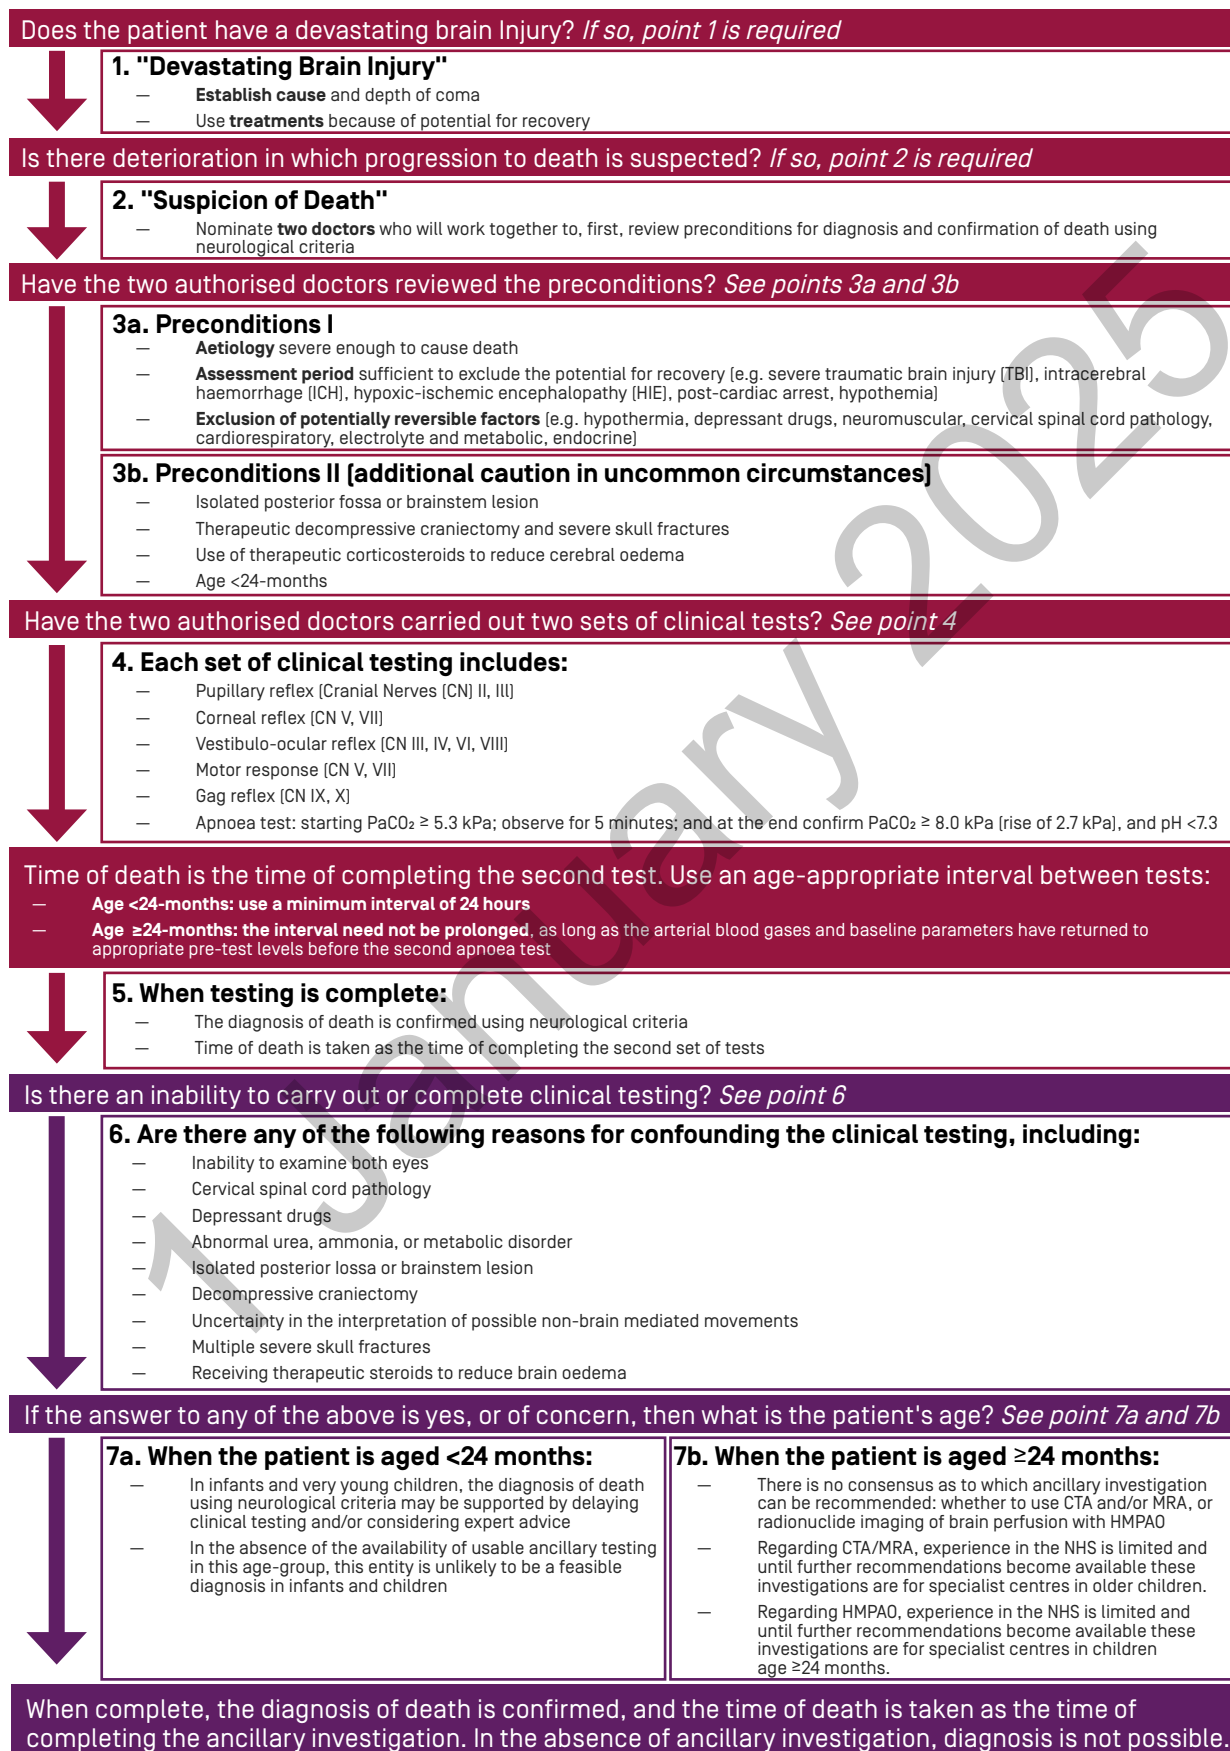 Does the patient have a devastating brain Injury? If so, point 1 is required
1. "Devastating Brain Injury"
— Establish cause and depth of coma
— Use treatments because of potential for recovery
Is there deterioration in which progression to death is suspected? If so, point 2 is required
2. "Suspicion of Death"
— Nominate two doctors who will work together to, first, review preconditions for diagnosis and confirmation of death using
neurological criteria
Have the two authorised doctors reviewed the preconditions? See points 3a and 3b
3a. Preconditions I
— Aetiology severe enough to cause death
— Assessment period sufficient to exclude the potential for recovery (e.g. severe traumatic brain injury (TBI), intracerebral
haemorrhage (ICH), hypoxic-ischemic encephalopathy (HIE), post-cardiac arrest, hypothemia)
— Exclusion of potentially reversible factors (e.g. hypothermia, depressant drugs, neuromuscular, cervical spinal cord pathology,
cardiorespiratory, electrolyte and metabolic, endocrine)
3b. Preconditions II (additional caution in uncommon circumstances)
— Isolated posterior fossa or brainstem lesion
— Therapeutic decompressive craniectomy and severe skull fractures
— Use of therapeutic corticosteroids to reduce cerebral oedema
— Age <24-months
Have the two authorised doctors carried out two sets of clinical tests? See point 4
4. Each set of clinical testing includes:
— Pupillary reflex (Cranial Nerves (CN) II, III)
— Corneal reflex (CN V, VII)
— Vestibulo-ocular reflex (CN III, IV, VI, VIII)
— Motor response (CN V, VII)
— Gag reflex (CN IX, X)
— Apnoea test: starting PaCO₂ ≥ 5.3 kPa; observe for 5 minutes; and at the end confirm PaCO₂ ≥ 8.0 kPa (rise of 2.7 kPa), and pH <7.3
Time of death is the time of completing the second test. Use an age-appropriate interval between tests:
— Age <24-months: use a minimum interval of 24 hours
— Age ≥24-months: the interval need not be prolonged, as long as the arterial blood gases and baseline parameters have returned to
appropriate pre-test levels before the second apnoea test
5. When testing is complete:
— The diagnosis of death is confirmed using neurological criteria
— Time of death is taken as the time of completing the second set of tests
Is there an inability to carry out or complete clinical testing? See point 6
6. Are there any of the following reasons for confounding the clinical testing, including:
— Inability to examine both eyes
— Cervical spinal cord pathology
— Depressant drugs
— Abnormal urea, ammonia, or metabolic disorder
— Isolated posterior lossa or brainstem lesion
— Decompressive craniectomy
— Uncertainty in the interpretation of possible non-brain mediated movements
— Multiple severe skull fractures
— Receiving therapeutic steroids to reduce brain oedema
If the answer to any of the above is yes, or of concern, then what is the patient's age? See point 7a and 7b
7a. When the patient is aged <24 months:
— In infants and very young children, the diagnosis of death
using neurological criteria may be supported by delaying
clinical testing and/or considering expert advice
— In the absence of the availability of usable ancillary testing
in this age-group, this entity is unlikely to be a feasible
diagnosis in infants and children
7b. When the patient is aged ≥24 months:
— There is no consensus as to which ancillary investigation
can be recommended: whether to use CTA and/or MRA, or
radionuclide imaging of brain perfusion with HMPAO
— Regarding CTA/MRA, experience in the NHS is limited and
until further recommendations become available these
investigations are for specialist centres in older children.
— Regarding HMPAO, experience in the NHS is limited and
until further recommendations become available these
investigations are for specialist centres in children
age ≥24 months.
When complete, the diagnosis of death is confirmed, and the time of death is taken as the time of
completing the ancillary investigation. In the absence of ancillary investigation, diagnosis is not possible.
1 January 2025